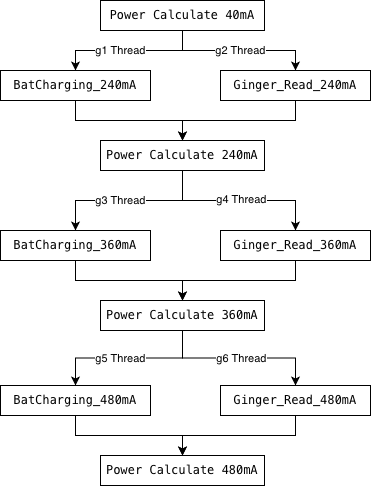 Power Calculate 40mA
g1 Thread
g2 Thread
BatCharging_240mA
Ginger_Read_240mA
Power Calculate 240mA
g3 Thread
g4 Thread
BatCharging_360mA
Ginger_Read_360mA
Power Calculate 360mA
g5 Thread
g6 Thread
BatCharging_480mA
Ginger_Read_480mA
Power Calculate 480mA